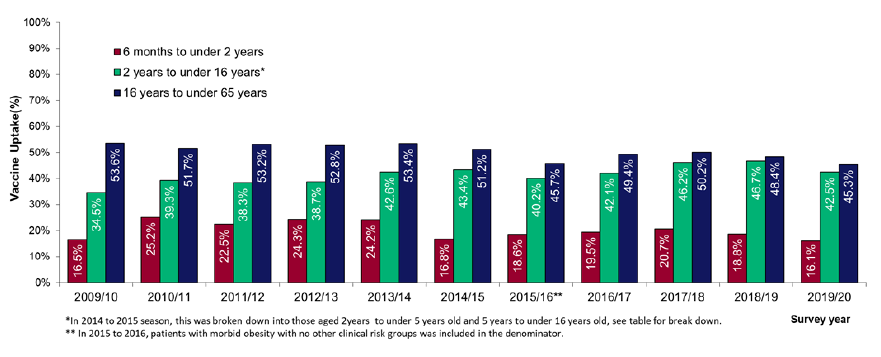 100%
90%
80%
70%
60%
50%
40%
30%
20%
10%
0%
Vaccine Uptake(%)
6 months to under 2 years
2 years to under 16 years*
16 years to under 65 years
16.5% 34.5% 53.6%
25.2% 39.3% 51.7%
22.5% 38.3% 53.2%
24.3% 38.7% 52.8%
24.2% 42.6% 53.4%
16.8% 43.4% 51.2%
18.6% 40.2% 45.7%
19.5% 42.1% 49.4%
20.7% 46.2% 50.2%
18.8% 46.7% 48.4%
16.1% 42.5% 45.3%
2009/10 2010/11 2011/12 2012/13 2013/14 2014/15 2015/16** 2016/17 2017/18 2018/19 2019/20
Survey year
*In 2014 to 2015 season, this was broken down into those aged 2years to under 5 years old and 5 years to under 16 years old, see table for break down.
** In 2015 to 2016, patients with morbid obesity with no other clinical risk groups was included in the denominator.